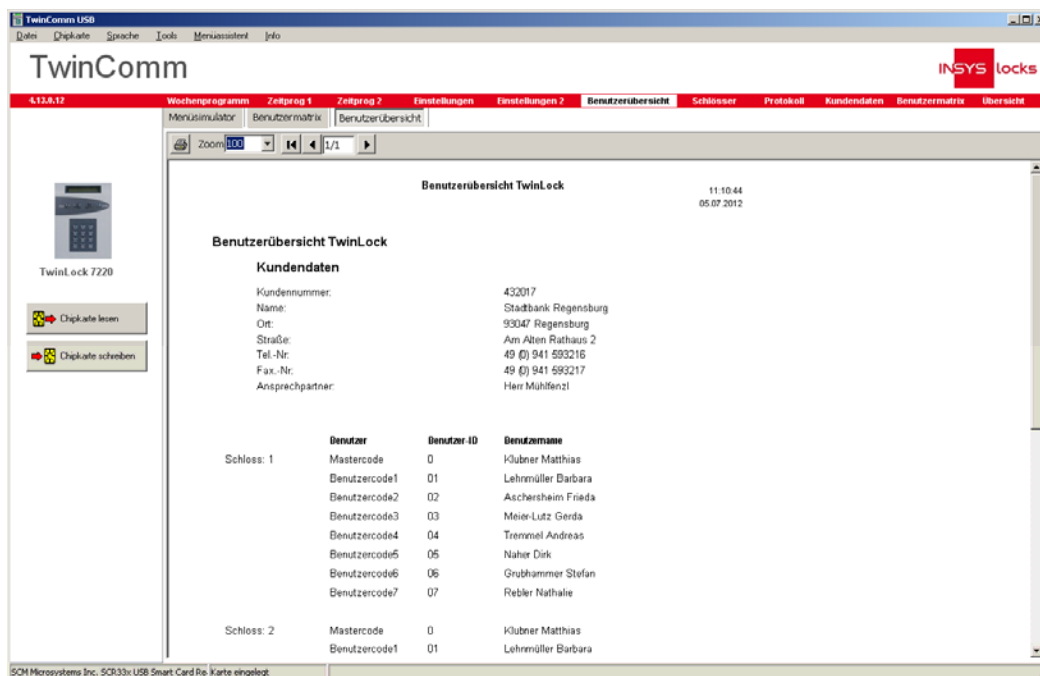 TwinComm USB
Datei Chipkarte Sprache Tools Menüassistent Info
TwinComm
INSYS locks
4.13.0.12 Wochenprogramm Zeitprog 1 Zeitprog 2 Einstellungen Einstellungen 2 Benutzerübersicht Schlösser Protokoll Kundendaten Benutzermatrix Übersicht
Menüsimulator Benutzermatrix Benutzerübersicht
Zoom 100 1/1
Benutzerübersicht TwinLock 11:10:44
05.07.2012
Benutzerübersicht TwinLock
Kundendaten
TwinLock 7220
Kundennummer: 432017
Name: Stadtbank Regensburg
Ort: 93047 Regensburg
Straße: Am Alten Rathaus 2
Tel.-Nr: 49 (0) 941 593216
Fax.-Nr: 49 (0) 941 593217
Ansprechpartner: Herr Mühlfenzl
Chipkarte lesen
Chipkarte schreiben
Benutzer Benutzer-ID Benutzername
Schloss: 1 Mastercode 0 Klubner Matthias
Benutzercode1 01 Lehrmüller Barbara
Benutzercode2 02 Aschersheim Frieda
Benutzercode3 03 Meier-Lutz Gerda
Benutzercode4 04 Tremmel Andreas
Benutzercode5 05 Naher Dirk
Benutzercode6 06 Grubhammer Stefan
Benutzercode7 07 Rebler Nathalie
Schloss: 2 Mastercode 0 Klubner Matthias
Benutzercode1 01 Lehrmüller Barbara
SCM Microsystems Inc. SCR33x USB Smart Card Re Karte eingelegt